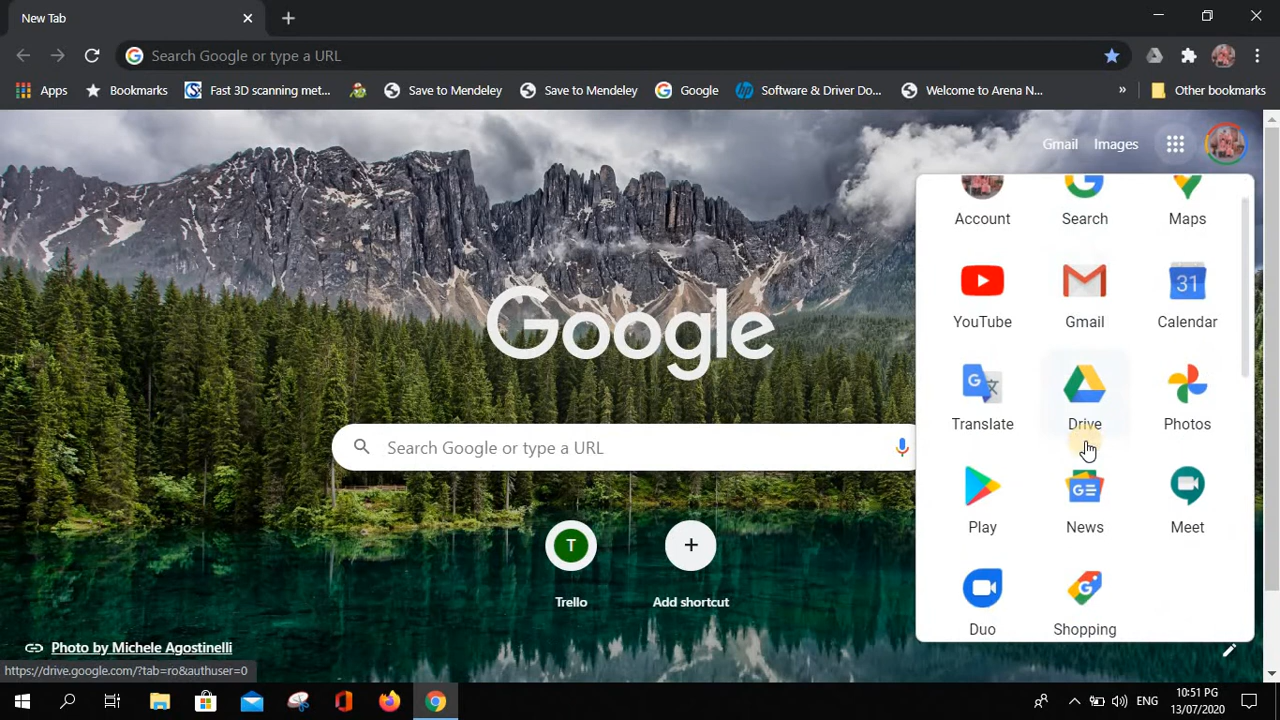 New Tab
Search Google or type a URL
Apps
Bookmarks
Fast 3D scanning met...
Save to Mendeley
Save to Mendeley
Google
Software & Driver Do...
Welcome to Arena N...
»
Other bookmarks
Gmail
Images
Account
Search
Maps
YouTube
31
Gmail
Calendar
Translate
Drive
Photos
Play
News
Meet
Duo
Shopping
Google
Search Google or type a URL
T
Trello
Add shortcut
Photo by Michele Agostinelli
https://drive.google.com/?tab=ro&authuser=0
ENG
10:51 PG
13/07/2020